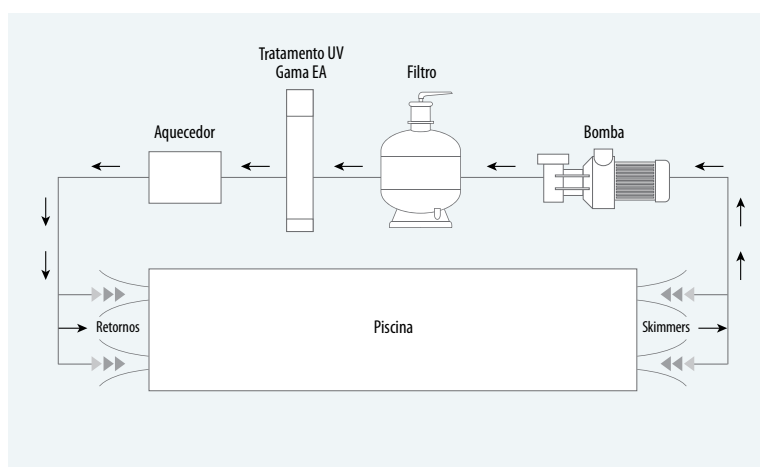 Tratamento UV
Gama EA
Filtro
Aquecedor
Bomba
Retornos
Piscina
Skimmers